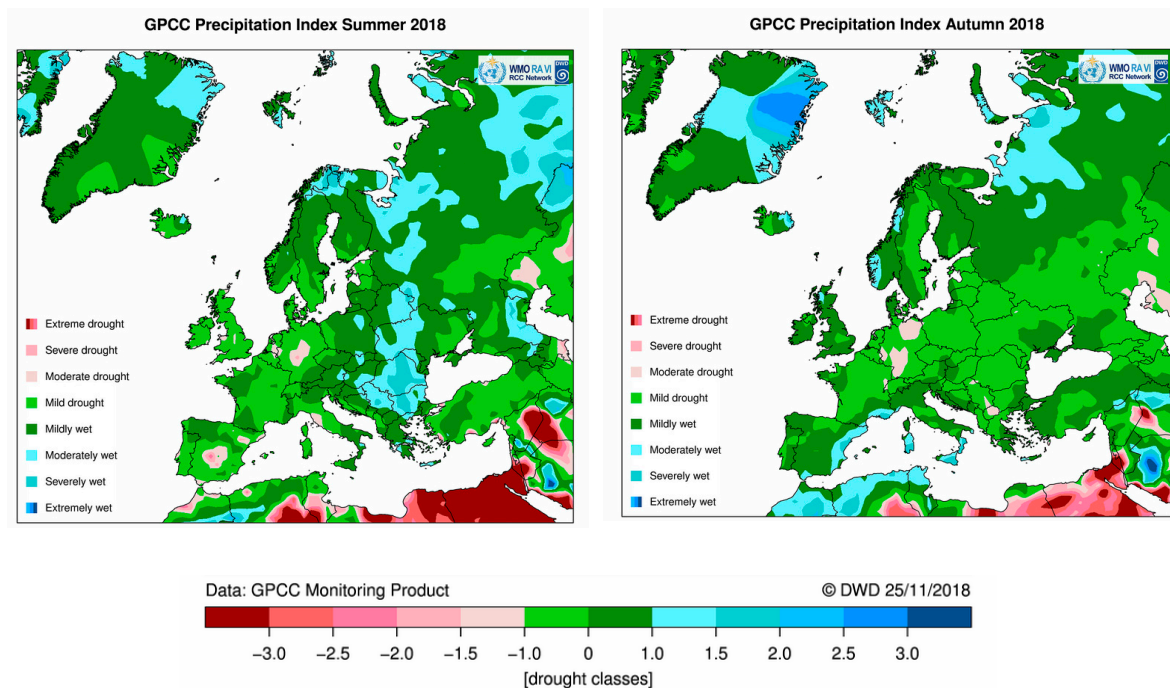 GPCC Precipitation Index Summer 2018
WMO RA VI
RCC Network
DWD
Extreme drought
Severe drought
Moderate drought
Mild drought
Mildly wet
Moderately wet
Severely wet
Extremely wet
GPCC Precipitation Index Autumn 2018
WMO RA VI
RCC Network
DWD
Extreme drought
Severe drought
Moderate drought
Mild drought
Mildly wet
Moderately wet
Severely wet
Extremely wet
Data: GPCC Monitoring Product © DWD 25/11/2018
−3.0 −2.5 −2.0 −1.5 −1.0 0 1.0 1.5 2.0 2.5 3.0
[drought classes]